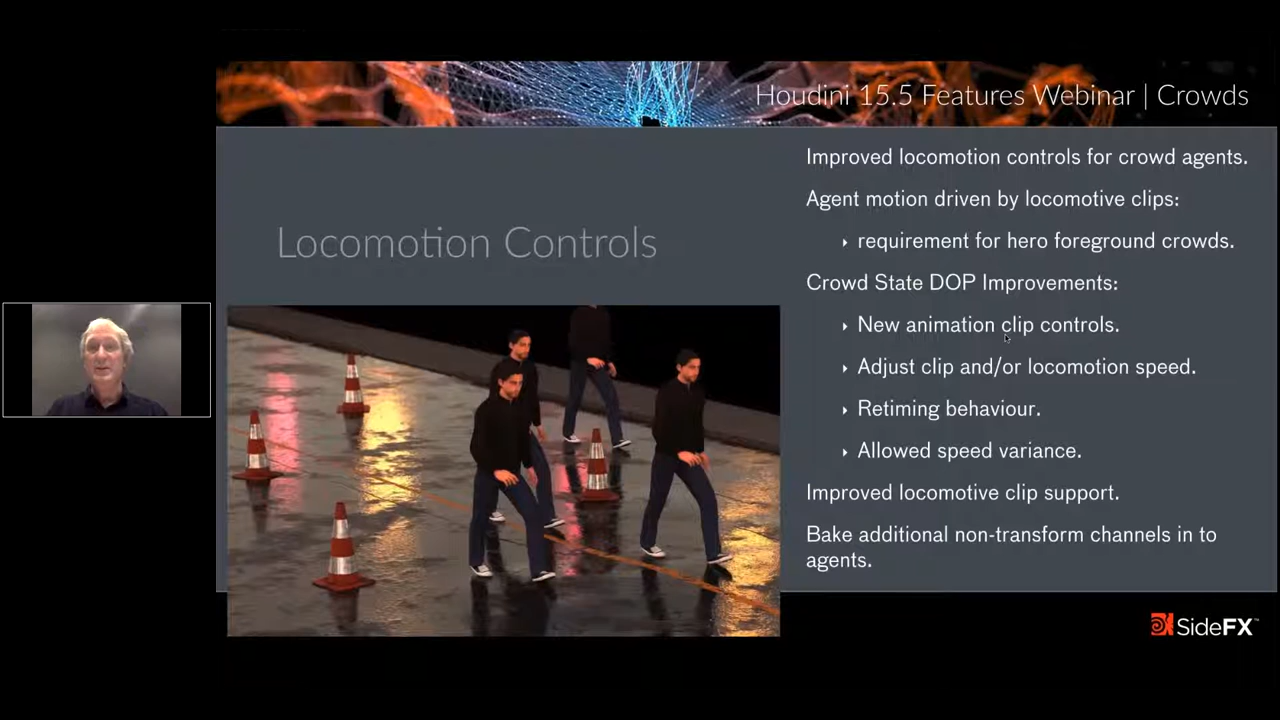 Houdini 15.5 Features Webinar | Crowds
Locomotion Controls
Improved locomotion controls for crowd agents.
Agent motion driven by locomotive clips:
requirement for hero foreground crowds.
Crowd State DOP Improvements:
New animation clip controls.
Adjust clip and/or locomotion speed.
Retiming behaviour.
Allowed speed variance.
Improved locomotive clip support.
Bake additional non-transform channels in to
agents.
SideFX™